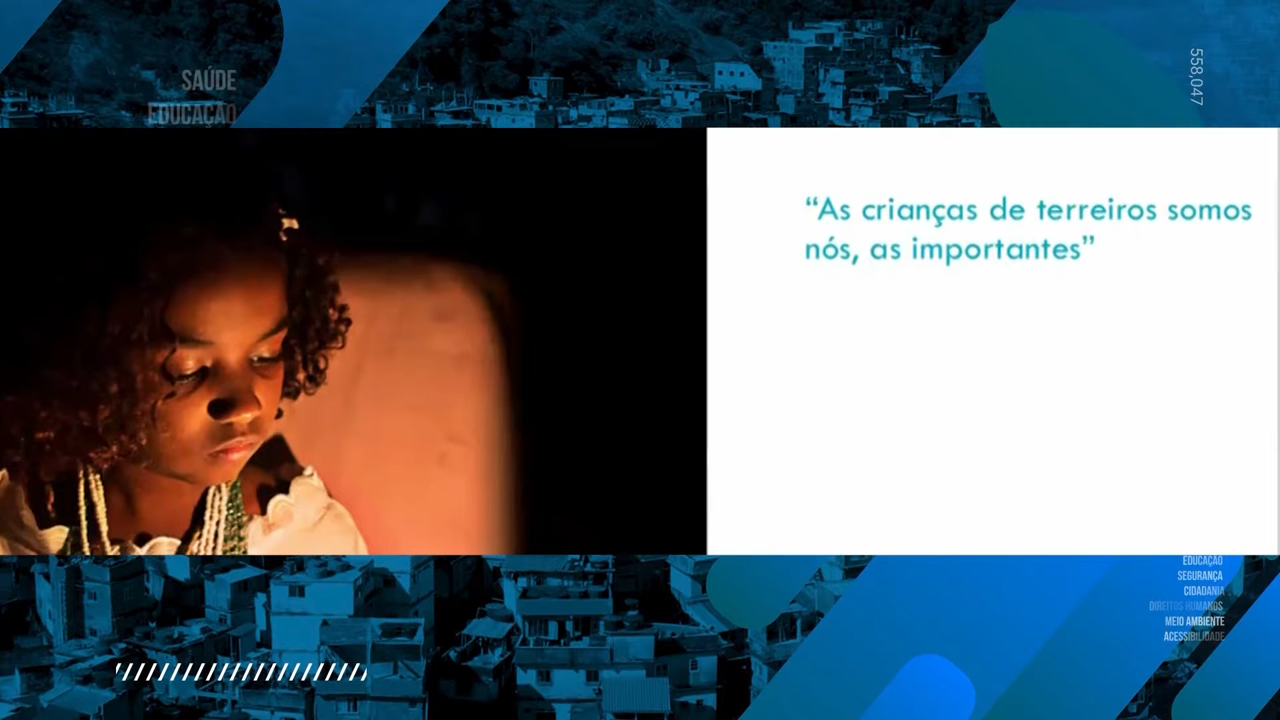 SAÚDE
EDUCAÇÃO
558,047
“As crianças de terreiros somos
nós, as importantes”
EDUCAÇÃO
SEGURANÇA
CIDADANIA
DIREITOS HUMANOS
MEIO AMBIENTE
ACESSIBILIDADE